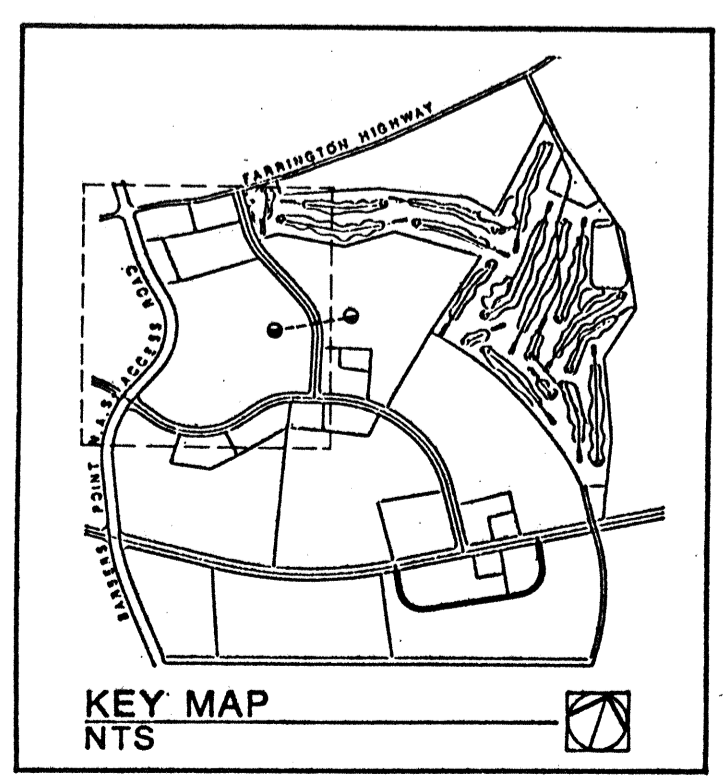 FARRINGTON HIGHWAY
BARBERS POINT N.A.S. ACCESS ROAD
KEY MAP
NTS